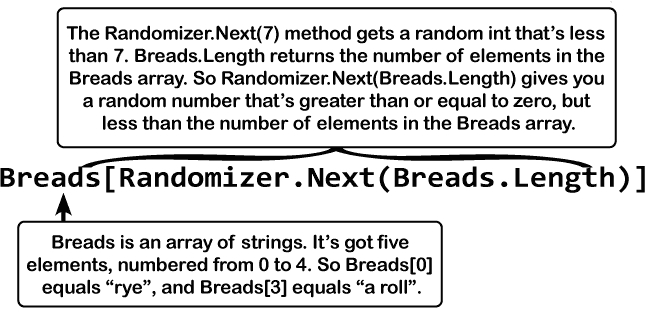 The Randomizer.Next(7) method gets a random int that’s less
than 7. Breads.Length returns the number of elements in the
Breads array. So Randomizer.Next(Breads.Length) gives you
a random number that’s greater than or equal to zero, but
less than the number of elements in the Breads array.
Breads[Randomizer.Next(Breads.Length)]
Breads is an array of strings. It’s got five
elements, numbered from 0 to 4. So Breads[0]
equals “rye”, and Breads[3] equals “a roll”.